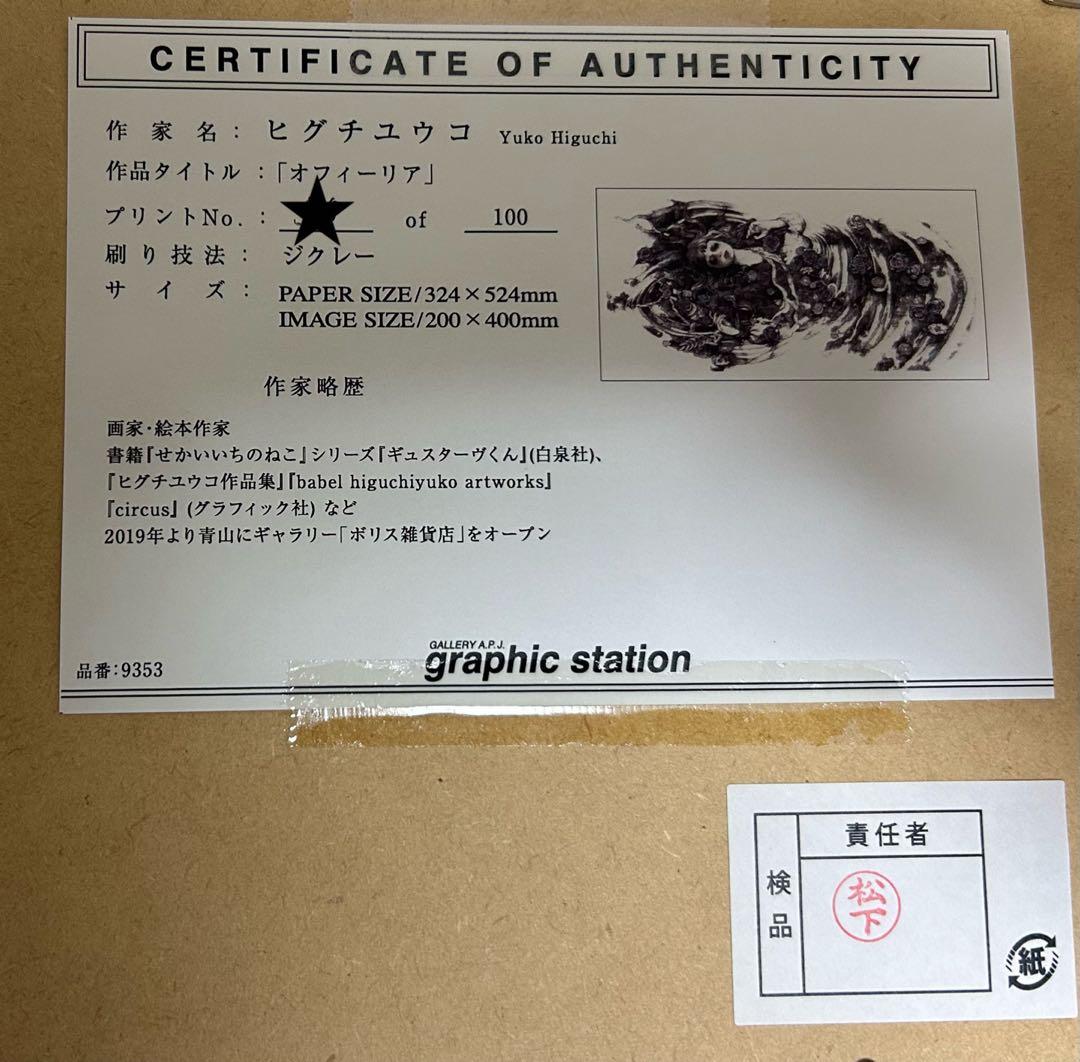 CERTIFICATE OF AUTHENTICITY
作家名：ヒグチユウコ Yuko Higuchi
作品タイトル：「オフィーリア」
プリントNo.： of 100
刷り技法：ジクレー
サイズ：PAPER SIZE/324×524mm
IMAGE SIZE/200×400mm
作家略歴
画家・絵本作家
書籍『せかいいちのねこ』シリーズ『ギュスターヴくん』(白泉社)、
『ヒグチユウコ作品集』『babel higuchiyuko artworks』
『circus』(グラフィック社) など
2019年より青山にギャラリー「ボリス雑貨店」をオープン
品番：9353
GALLERY A.P.J.
graphic station
責任者
検品
松下
紙